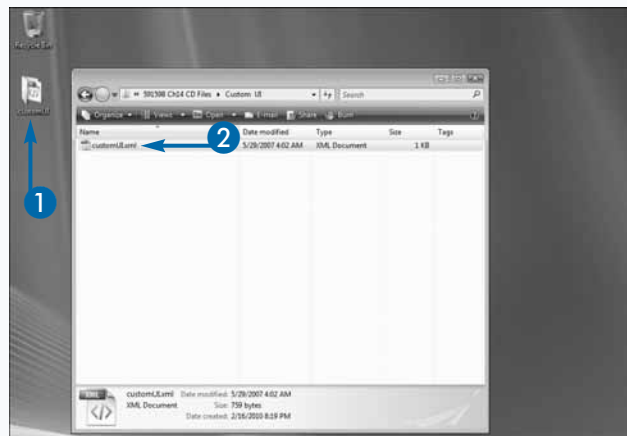 Recycle Bin
customUI
1
591598 Ch14 CD Files ▸ Custom UI
Search
Organize Views Open E-mail Share Burn
Name Date modified Type Size Tags
customUI.xml 2 5/29/2007 4:02 AM XML Document 1 KB
XML customUI.xml Date modified: 5/29/2007 4:02 AM
XML Document Size: 759 bytes
Date created: 2/16/2010 8:19 PM